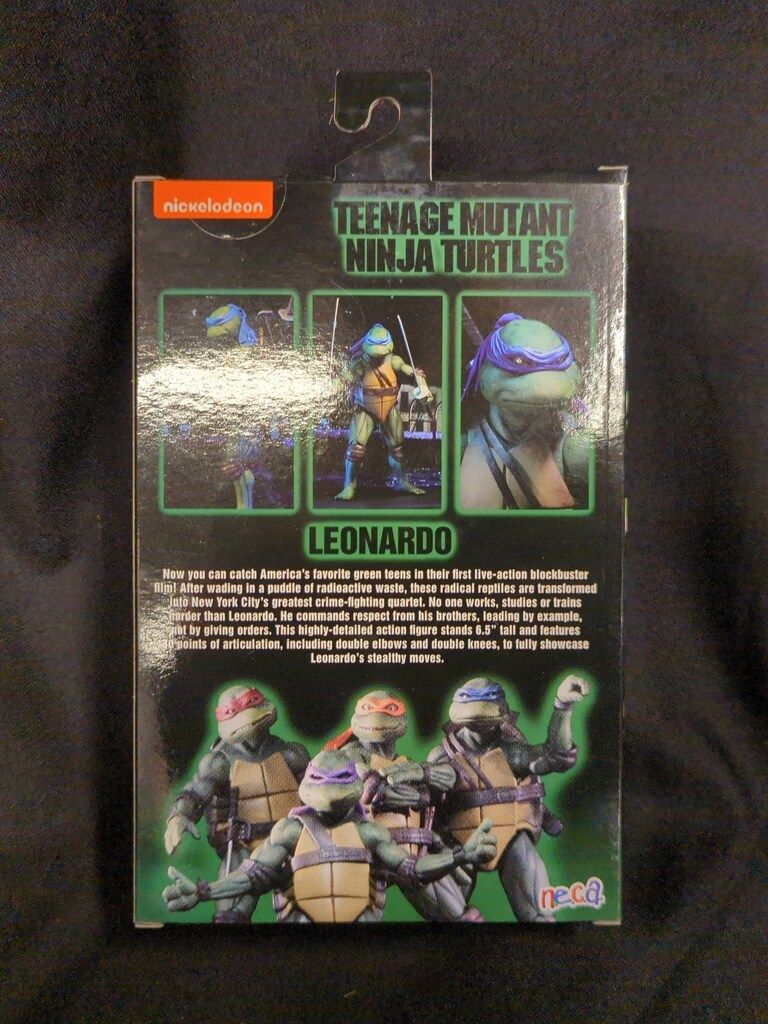 nickelodeon
TEENAGE MUTANT
NINJA TURTLES
LEONARDO
Now you can catch America's favorite green teens in their first live-action blockbuster
film! After wading in a puddle of radioactive waste, these radical reptiles are transformed
into New York City's greatest crime-fighting quartet. No one works, studies or trains
harder than Leonardo. He commands respect from his brothers, leading by example,
not by giving orders. This highly-detailed action figure stands 6.5" tall and features
points of articulation, including double elbows and double knees, to fully showcase
Leonardo's stealthy moves.
neca